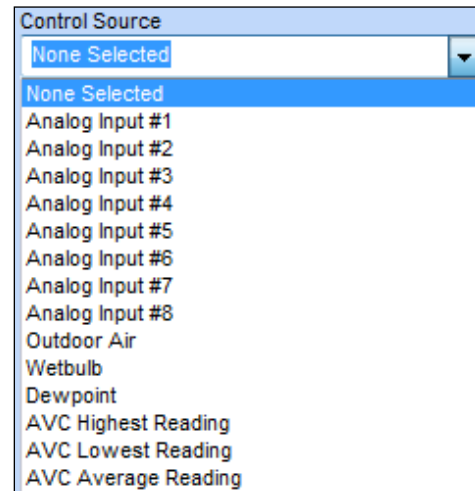 Control Source
None Selected
None Selected
Analog Input #1
Analog Input #2
Analog Input #3
Analog Input #4
Analog Input #5
Analog Input #6
Analog Input #7
Analog Input #8
Outdoor Air
Wetbulb
Dewpoint
AVC Highest Reading
AVC Lowest Reading
AVC Average Reading